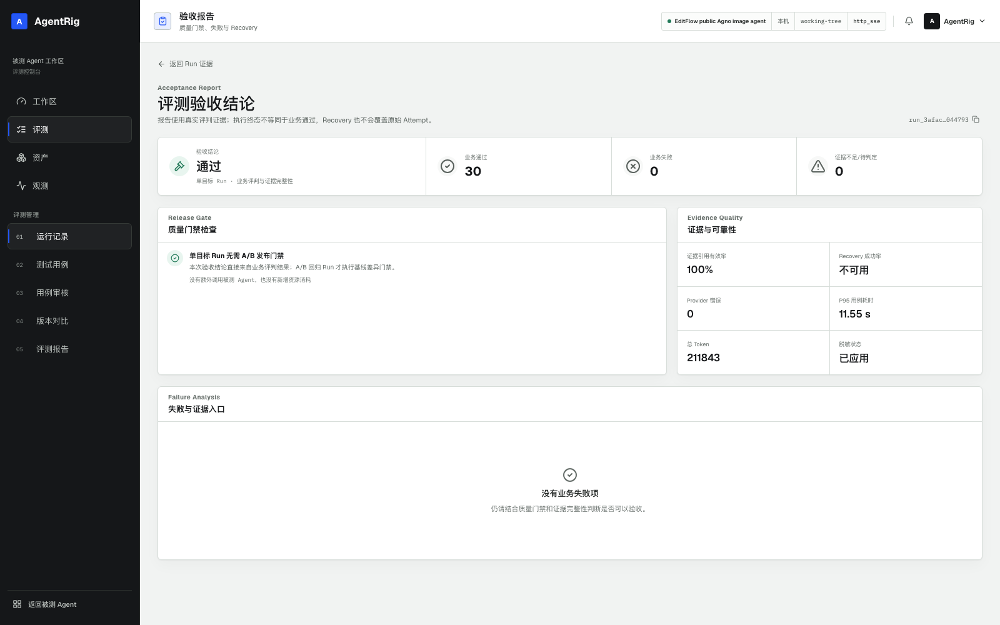 A AgentRig
被测 Agent 工作区
评测控制台
工作区
评测
资产
观测
评测管理
01 运行记录
02 测试用例
03 用例审核
04 版本对比
05 评测报告
返回被测 Agent
验收报告
质量门禁、失败与 Recovery
EditFlow public Agno image agent 本机 working-tree http_sse
A AgentRig
返回 Run 证据
Acceptance Report
评测验收结论
报告使用真实评判证据；执行终态不等同于业务通过，Recovery 也不会覆盖原始 Attempt。
run_3afac…044793
验收结论
通过
单目标 Run · 业务评判与证据完整性
业务通过
30
业务失败
0
证据不足/待判定
0
Release Gate
质量门禁检查
单目标 Run 无需 A/B 发布门禁
本次验收结论直接来自业务评判结果；A/B 回归 Run 才执行基线差异门禁。
没有额外调用被测 Agent，也没有新增资源消耗
Evidence Quality
证据与可靠性
证据引用有效率
100%
Recovery 成功率
不可用
Provider 错误
0
P95 用例耗时
11.55 s
总 Token
211843
脱敏状态
已应用
Failure Analysis
失败与证据入口
没有业务失败项
仍请结合质量门禁和证据完整性判断是否可以验收。